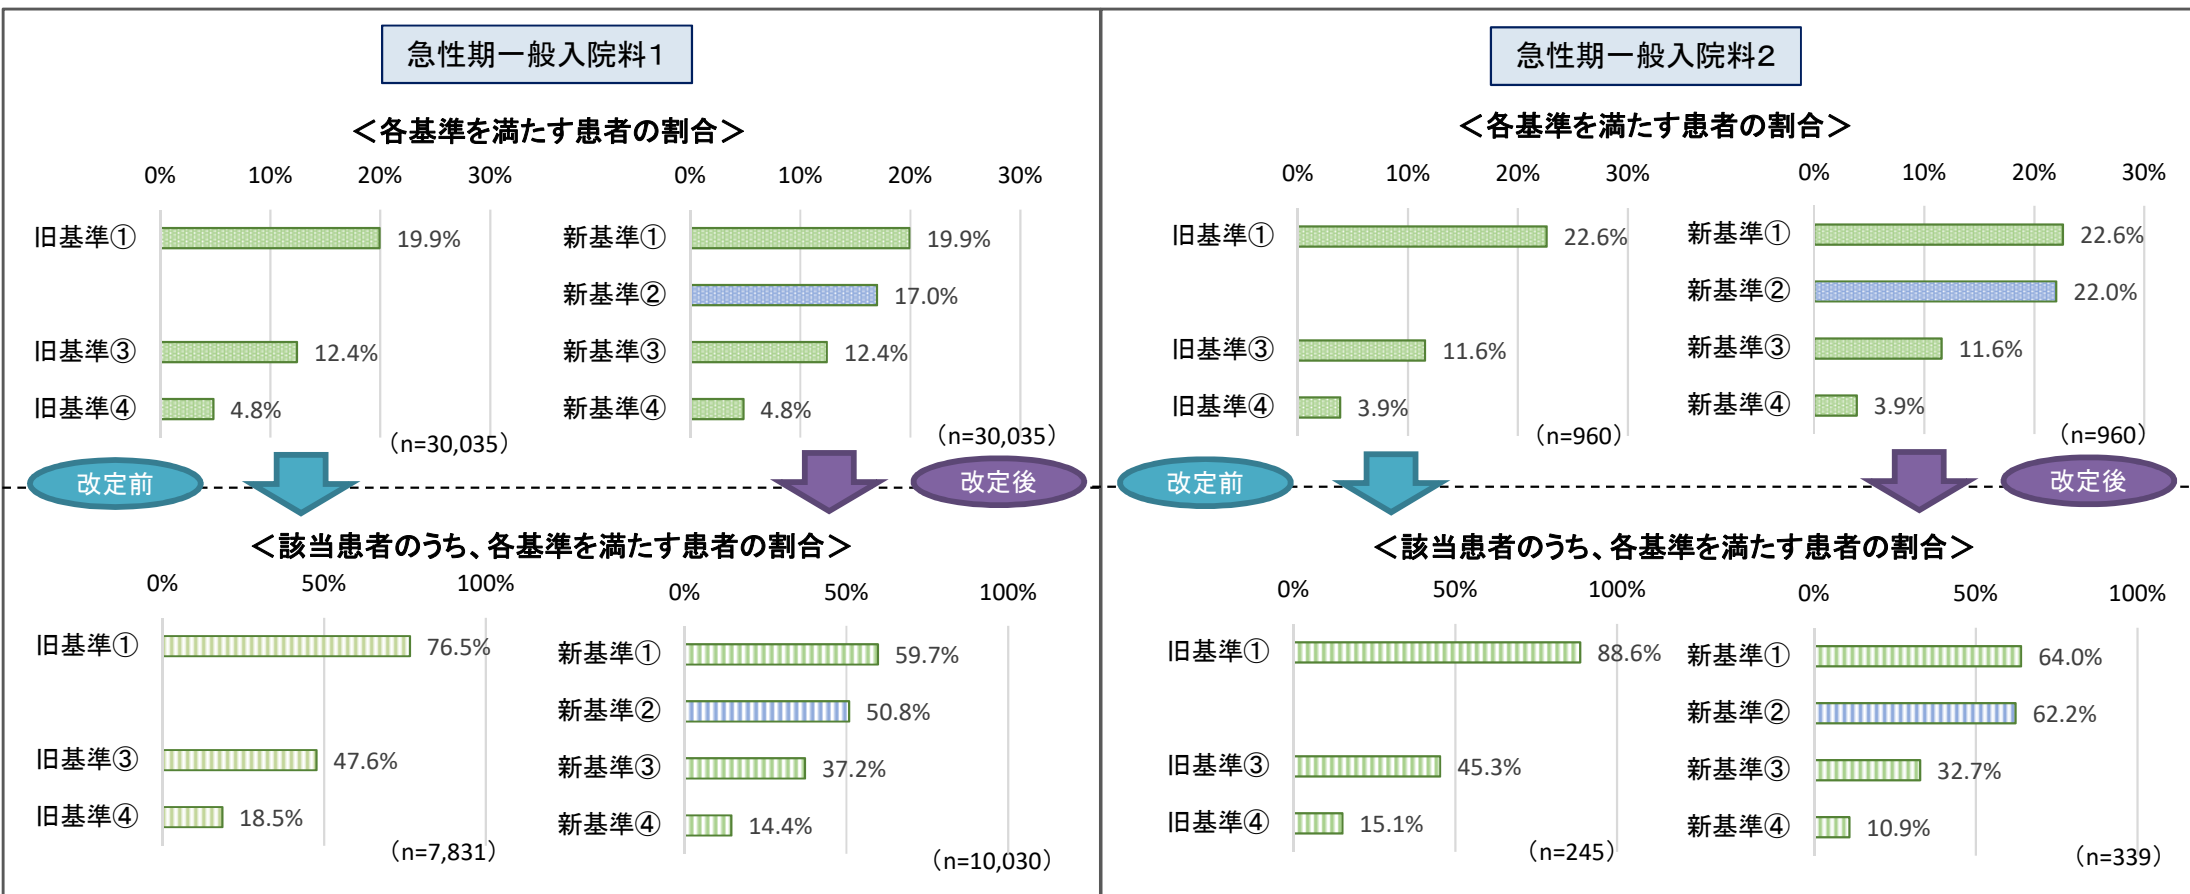 急性期一般入院料１
＜各基準を満たす患者の割合＞
0% 10% 20% 30%
旧基準① 19.9%
旧基準③ 12.4%
旧基準④ 4.8%
（n=30,035）
0% 10% 20% 30%
新基準① 19.9%
新基準② 17.0%
新基準③ 12.4%
新基準④ 4.8%
（n=30,035）
改定前
改定後
＜該当患者のうち、各基準を満たす患者の割合＞
0% 50% 100%
旧基準① 76.5%
旧基準③ 47.6%
旧基準④ 18.5%
（n=7,831）
0% 50% 100%
新基準① 59.7%
新基準② 50.8%
新基準③ 37.2%
新基準④ 14.4%
（n=10,030）
急性期一般入院料２
＜各基準を満たす患者の割合＞
0% 10% 20% 30%
旧基準① 22.6%
旧基準③ 11.6%
旧基準④ 3.9%
（n=960）
0% 10% 20% 30%
新基準① 22.6%
新基準② 22.0%
新基準③ 11.6%
新基準④ 3.9%
（n=960）
改定前
改定後
＜該当患者のうち、各基準を満たす患者の割合＞
0% 50% 100%
旧基準① 88.6%
旧基準③ 45.3%
旧基準④ 15.1%
（n=245）
0% 50% 100%
新基準① 64.0%
新基準② 62.2%
新基準③ 32.7%
新基準④ 10.9%
（n=339）